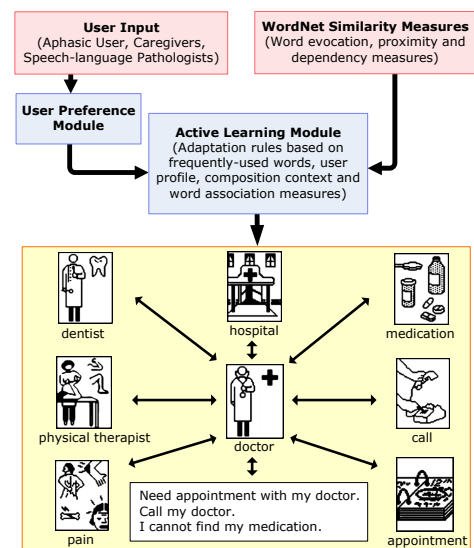 User Input
(Aphasic User, Caregivers,
Speech-language Pathologists)
WordNet Similarity Measures
(Word evocation, proximity and
dependency measures)
User Preference
Module
Active Learning Module
(Adaptation rules based on
frequently-used words, user
profile, composition context and
word association measures)
dentist
hospital
medication
physical therapist
doctor
call
pain
Need appointment with my doctor.
Call my doctor.
I cannot find my medication.
appointment